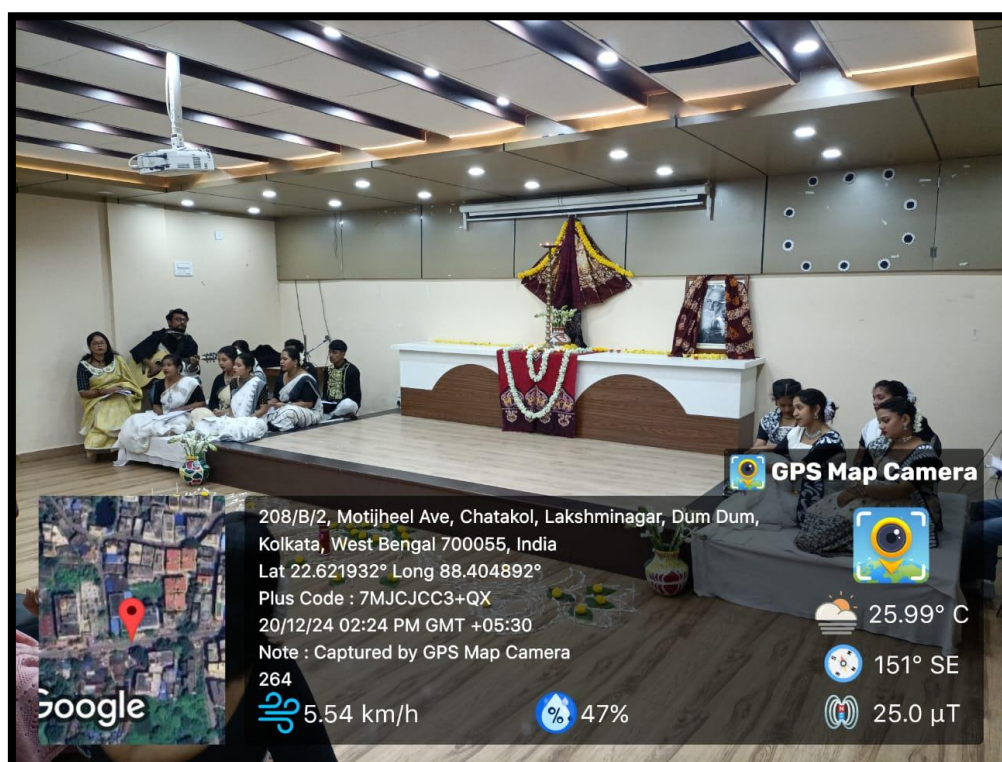 GPS Map Camera
208/B/2, Motijheel Ave, Chatakol, Lakshminagar, Dum Dum,
Kolkata, West Bengal 700055, India
Lat 22.621932° Long 88.404892°
Plus Code : 7MJCJCC3+QX
20/12/24 02:24 PM GMT +05:30
Note : Captured by GPS Map Camera
264
5.54 km/h
47%
25.99° C
151° SE
25.0 µT
Google